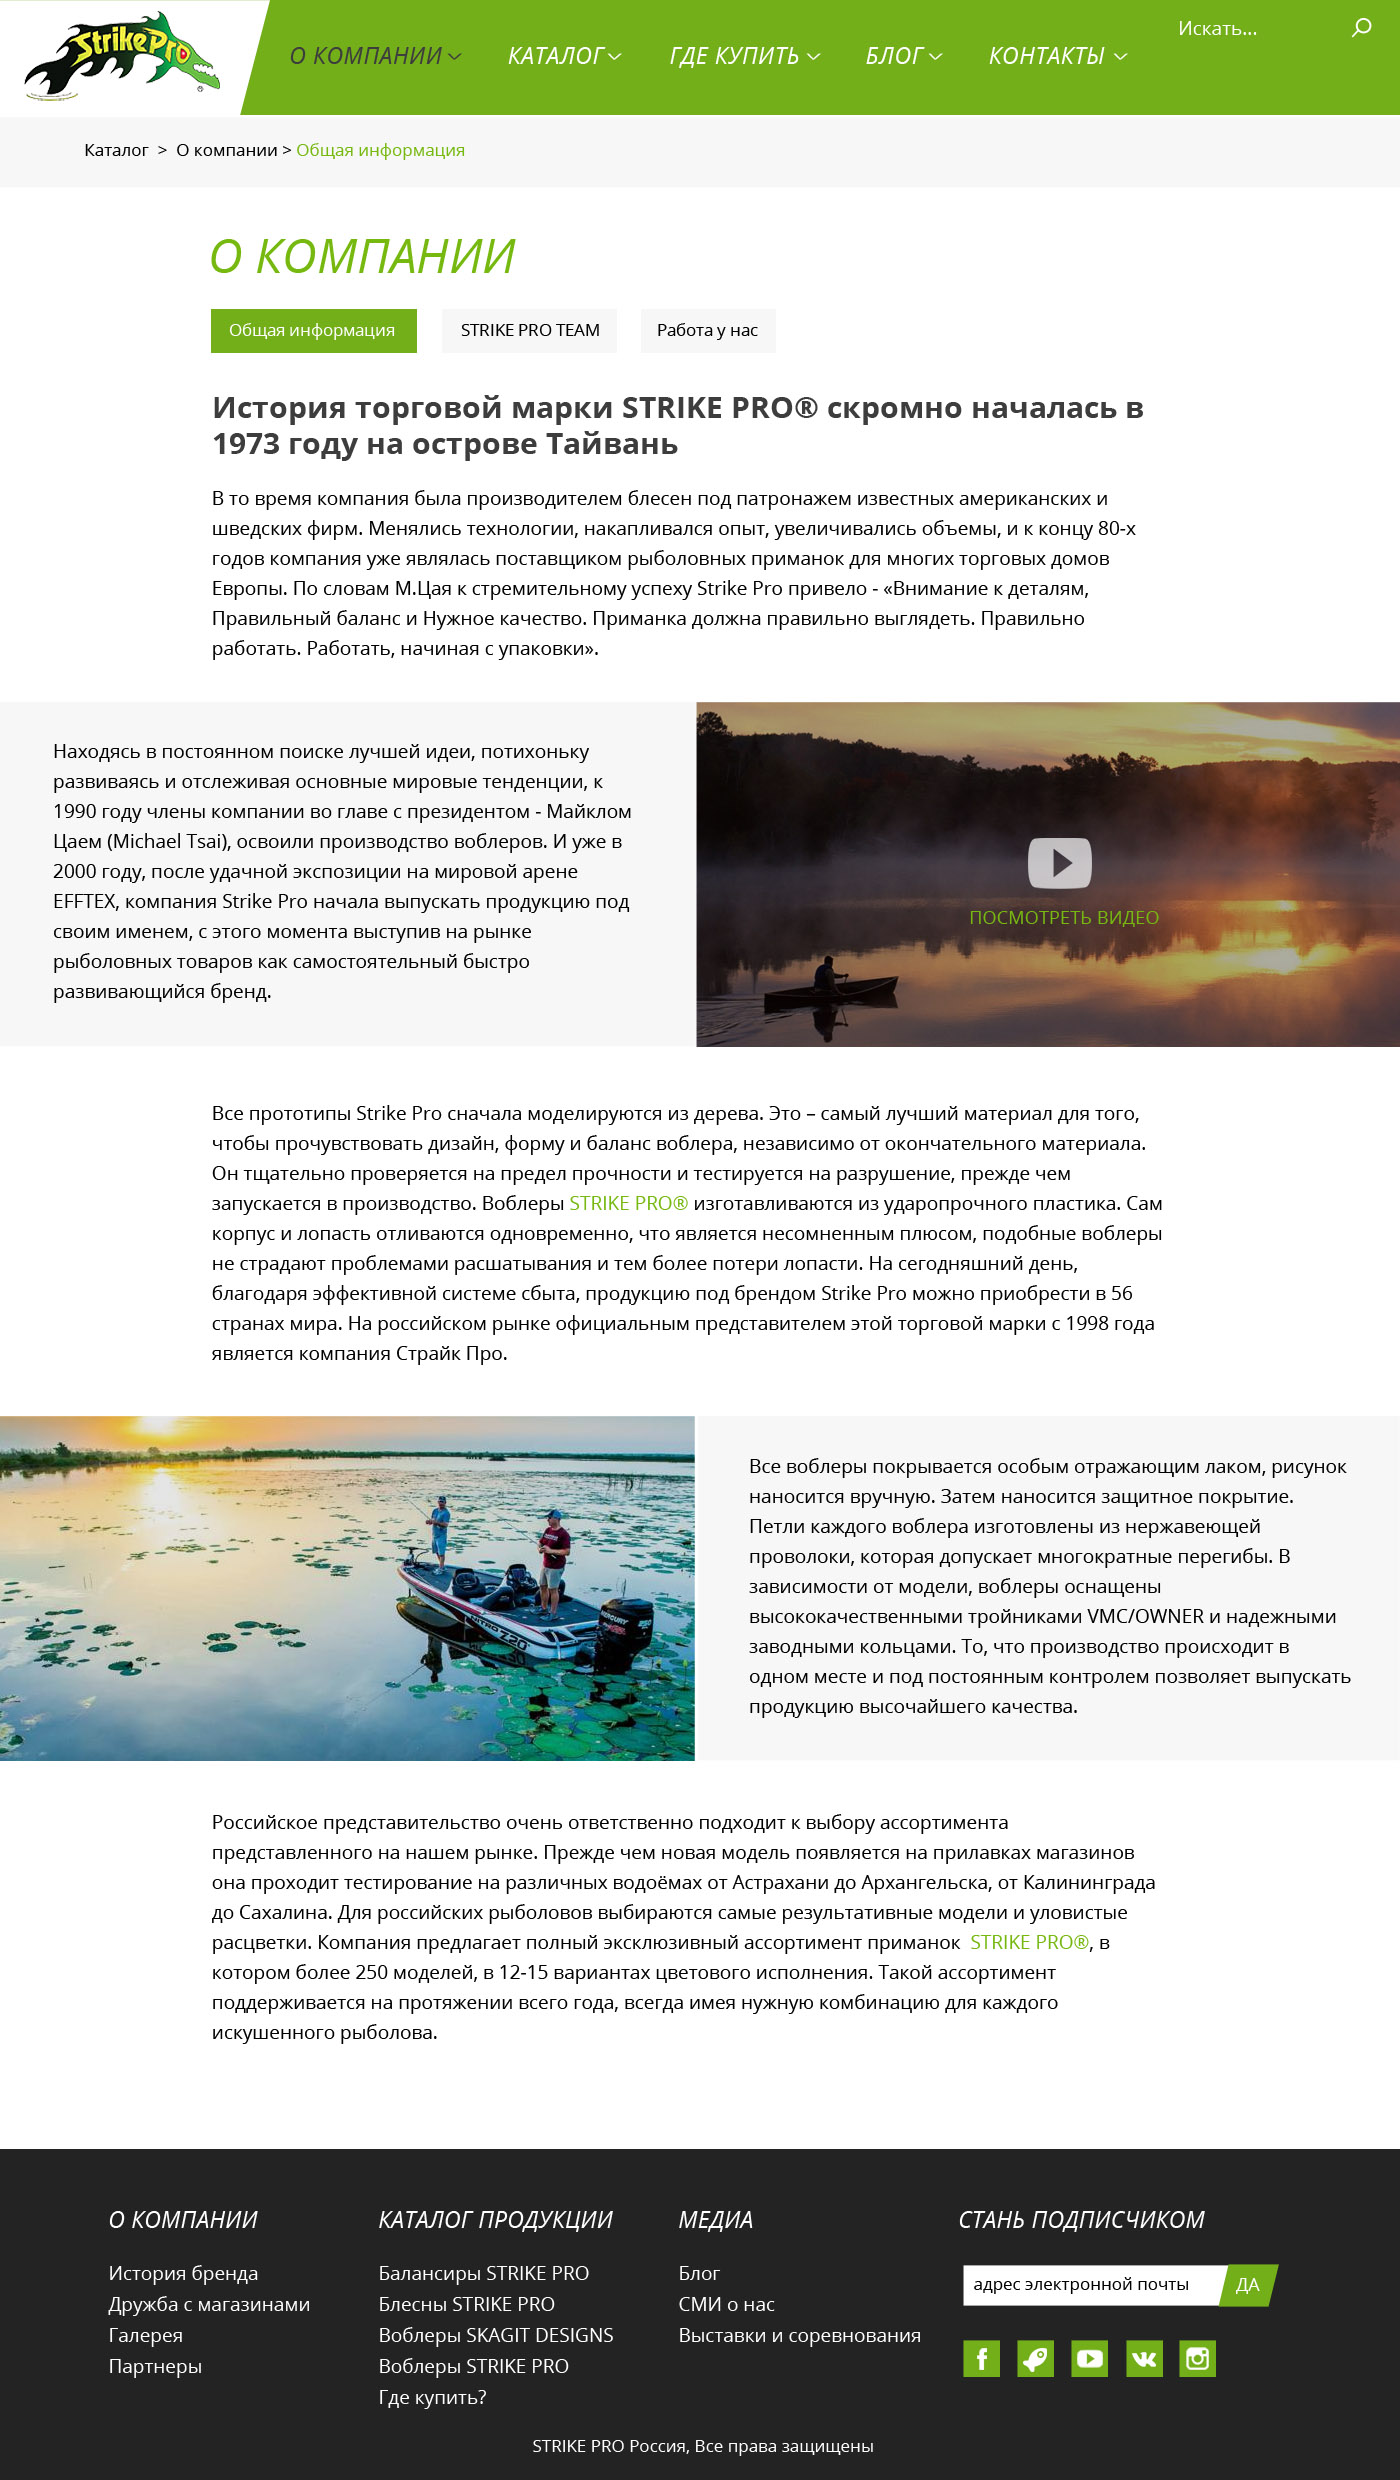 StrikePro
®
О КОМПАНИИ
КАТАЛОГ
ГДЕ КУПИТЬ
БЛОГ
КОНТАКТЫ
Искать...
Каталог > О компании > Общая информация
О КОМПАНИИ
Общая информация
STRIKE PRO TEAM
Работа у нас
История торговой марки STRIKE PRO® скромно началась в
1973 году на острове Тайвань
В то время компания была производителем блесен под патронажем известных американских и
шведских фирм. Менялись технологии, накапливался опыт, увеличивались объемы, и к концу 80-х
годов компания уже являлась поставщиком рыболовных приманок для многих торговых домов
Европы. По словам М.Цая к стремительному успеху Strike Pro привело - «Внимание к деталям,
Правильный баланс и Нужное качество. Приманка должна правильно выглядеть. Правильно
работать. Работать, начиная с упаковки».
Находясь в постоянном поиске лучшей идеи, потихоньку
развиваясь и отслеживая основные мировые тенденции, к
1990 году члены компании во главе с президентом - Майклом
Цаем (Michael Tsai), освоили производство воблеров. И уже в
2000 году, после удачной экспозиции на мировой арене
EFFTEX, компания Strike Pro начала выпускать продукцию под
своим именем, с этого момента выступив на рынке
рыболовных товаров как самостоятельный быстро
развивающийся бренд.
ПОСМОТРЕТЬ ВИДЕО
Все прототипы Strike Pro сначала моделируются из дерева. Это – самый лучший материал для того,
чтобы прочувствовать дизайн, форму и баланс воблера, независимо от окончательного материала.
Он тщательно проверяется на предел прочности и тестируется на разрушение, прежде чем
запускается в производство. Воблеры STRIKE PRO® изготавливаются из ударопрочного пластика. Сам
корпус и лопасть отливаются одновременно, что является несомненным плюсом, подобные воблеры
не страдают проблемами расшатывания и тем более потери лопасти. На сегодняшний день,
благодаря эффективной системе сбыта, продукцию под брендом Strike Pro можно приобрести в 56
странах мира. На российском рынке официальным представителем этой торговой марки с 1998 года
является компания Страйк Про.
MERCURY
NITRO Z20
Все воблеры покрывается особым отражающим лаком, рисунок
наносится вручную. Затем наносится защитное покрытие.
Петли каждого воблера изготовлены из нержавеющей
проволоки, которая допускает многократные перегибы. В
зависимости от модели, воблеры оснащены
высококачественными тройниками VMC/OWNER и надежными
заводными кольцами. То, что производство происходит в
одном месте и под постоянным контролем позволяет выпускать
продукцию высочайшего качества.
Российское представительство очень ответственно подходит к выбору ассортимента
представленного на нашем рынке. Прежде чем новая модель появляется на прилавках магазинов
она проходит тестирование на различных водоёмах от Астрахани до Архангельска, от Калининграда
до Сахалина. Для российских рыболовов выбираются самые результативные модели и уловистые
расцветки. Компания предлагает полный эксклюзивный ассортимент приманок STRIKE PRO®, в
котором более 250 моделей, в 12-15 вариантах цветового исполнения. Такой ассортимент
поддерживается на протяжении всего года, всегда имея нужную комбинацию для каждого
искушенного рыболова.
О КОМПАНИИ
История бренда
Дружба с магазинами
Галерея
Партнеры
КАТАЛОГ ПРОДУКЦИИ
Балансиры STRIKE PRO
Блесны STRIKE PRO
Воблеры SKAGIT DESIGNS
Воблеры STRIKE PRO
Где купить?
МЕДИА
Блог
СМИ о нас
Выставки и соревнования
СТАНЬ ПОДПИСЧИКОМ
адрес электронной почты
ДА
STRIKE PRO Россия, Все права защищены